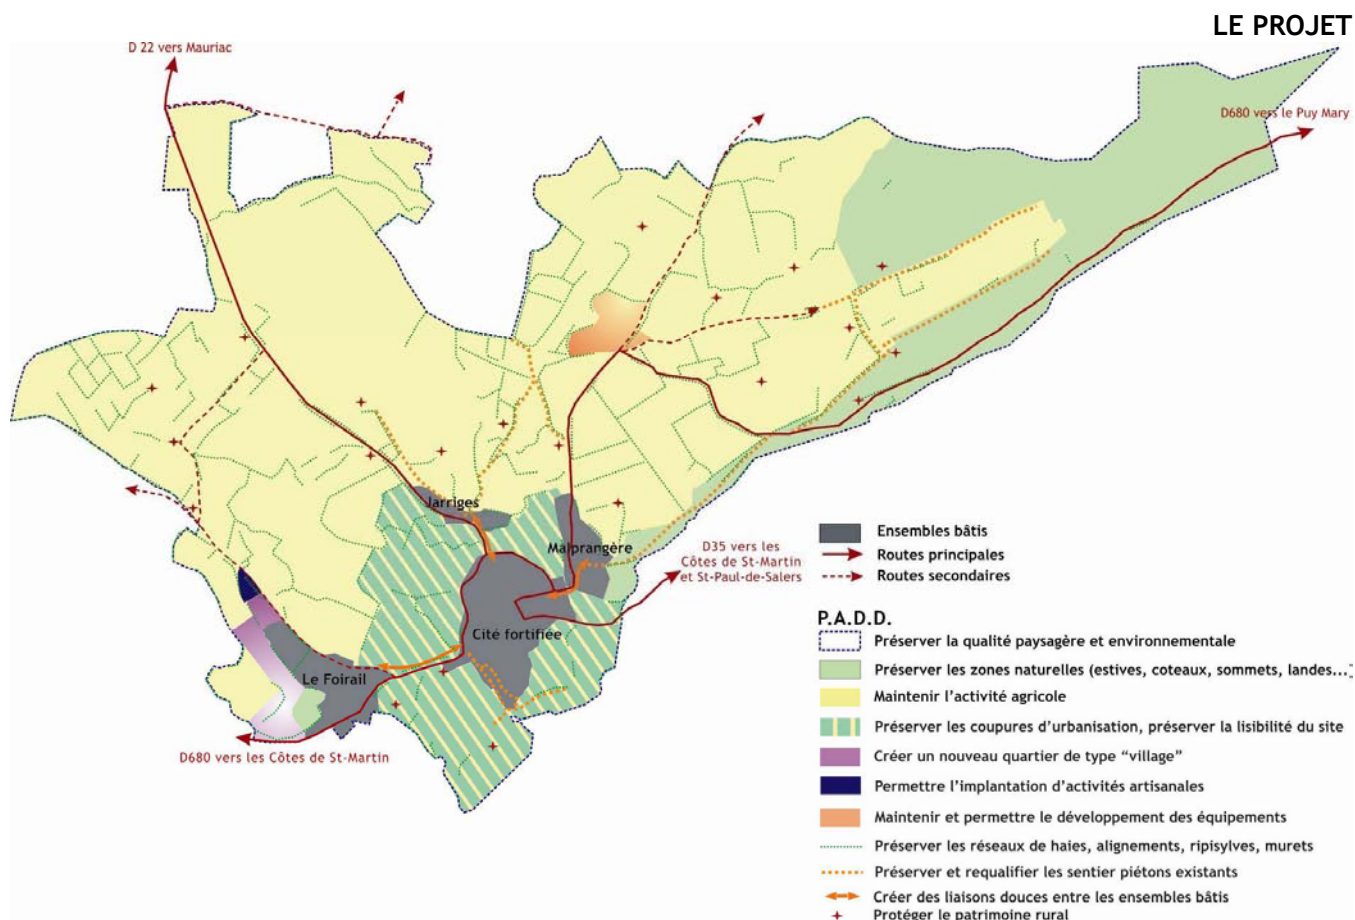 LE PROJET
D 22 vers Mauriac
D680 vers le Puy Mary
Jarriges
Malprangère
D35 vers les
Côtes de St-Martin
et St-Paul-de-Salers
Cité fortifiée
Le Foirail
D680 vers les Côtes de St-Martin
Ensembles bâtis
Routes principales
Routes secondaires
P.A.D.D.
Préserver la qualité paysagère et environnementale
Préserver les zones naturelles (estives, coteaux, sommets, landes...)
Maintenir l'activité agricole
Préserver les coupures d'urbanisation, préserver la lisibilité du site
Créer un nouveau quartier de type “village”
Permettre l'implantation d'activités artisanales
Maintenir et permettre le développement des équipements
Préserver les réseaux de haies, alignements, ripisylves, murets
Préserver et requalifier les sentier piétons existants
Créer des liaisons douces entre les ensembles bâtis
Protéger le patrimoine rural